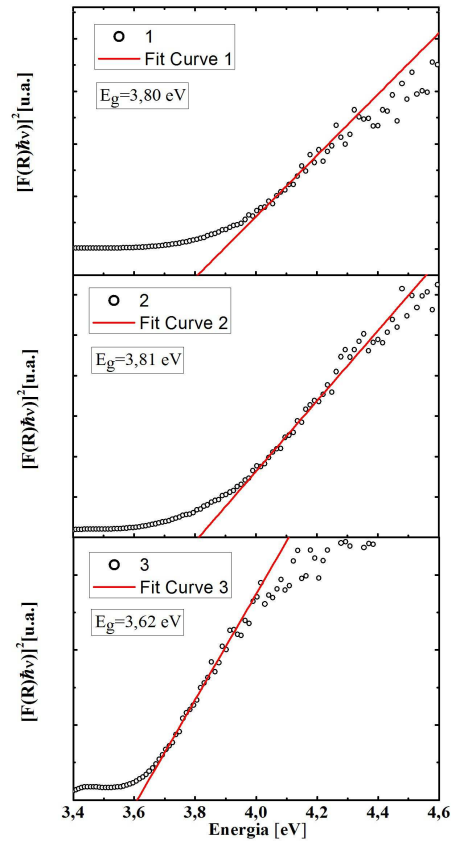 1
Fit Curve 1
Eg=3,80 eV
[F(R)ℏν)]²[u.a.]
2
Fit Curve 2
Eg=3,81 eV
[F(R)ℏν)]²[u.a.]
3
Fit Curve 3
Eg=3,62 eV
[F(R)ℏν)]²[u.a.]
3,4 3,6 3,8 4,0 4,2 4,4 4,6
Energia [eV]